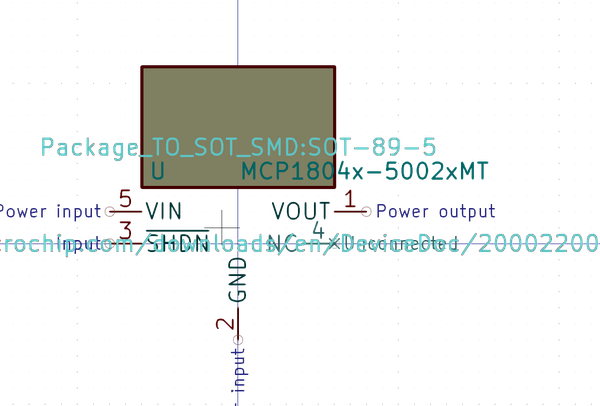 Package_TO_SOT_SMD:SOT-89-5
U MCP1804x-5002xMT
Power input 5 VIN VOUT 1 Power output
Input 3 SHDN NC 4 Unconnected
rochip.com/downloads/en/DeviceDoc/20002200
GND
2
input